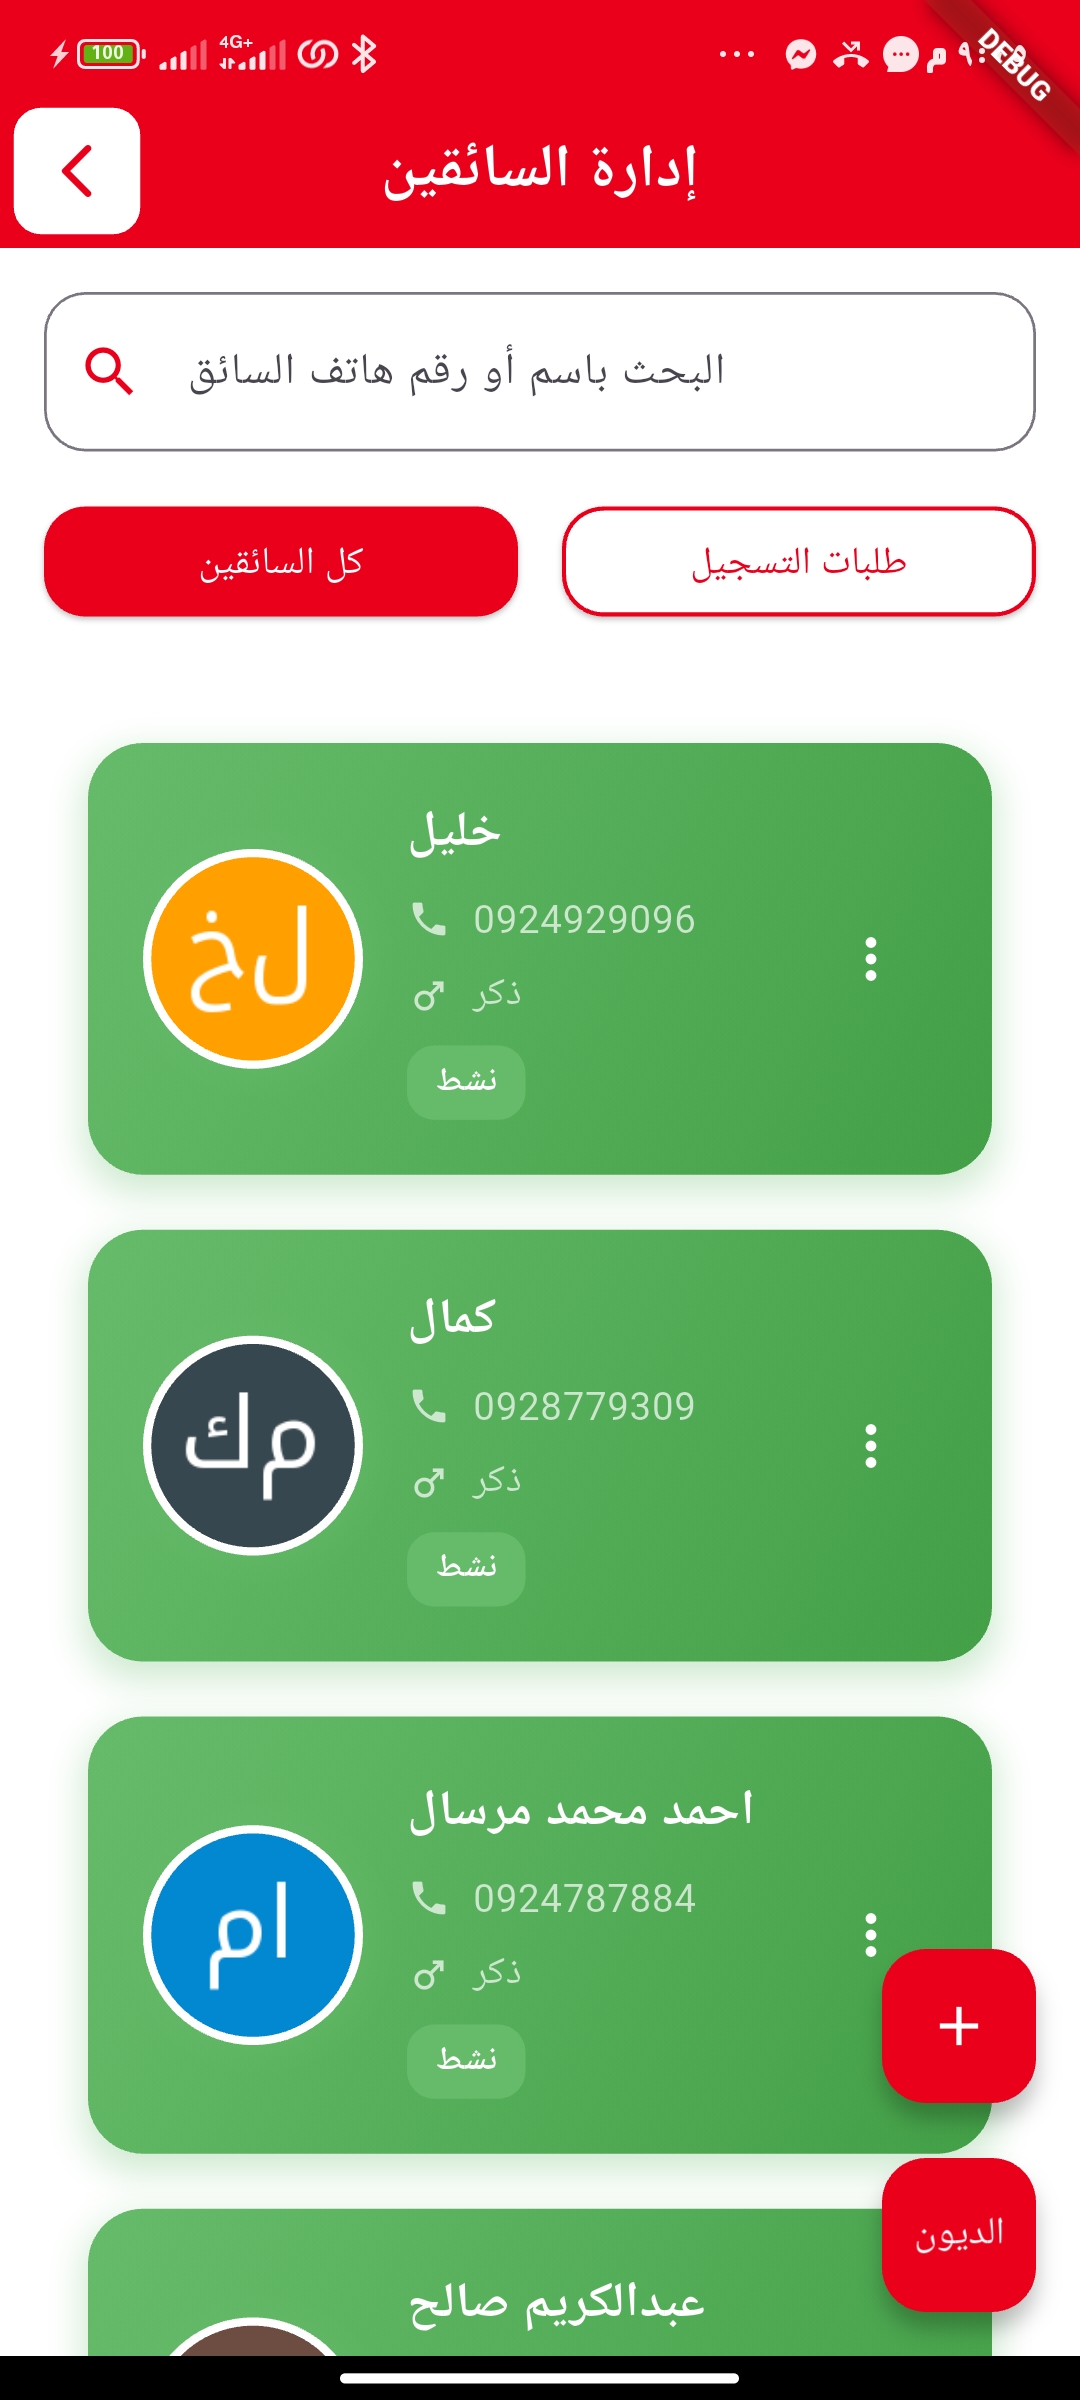 100
4G+
م
DEBUG
إدارة السائقين
البحث باسم أو رقم هاتف السائق
كل السائقين
طلبات التسجيل
خليل
خل
0924929096
ذكر
نشط
كمال
كم
0928779309
ذكر
نشط
احمد محمد مرسال
ام
0924787884
ذكر
نشط
الديون
عبدالكريم صالح